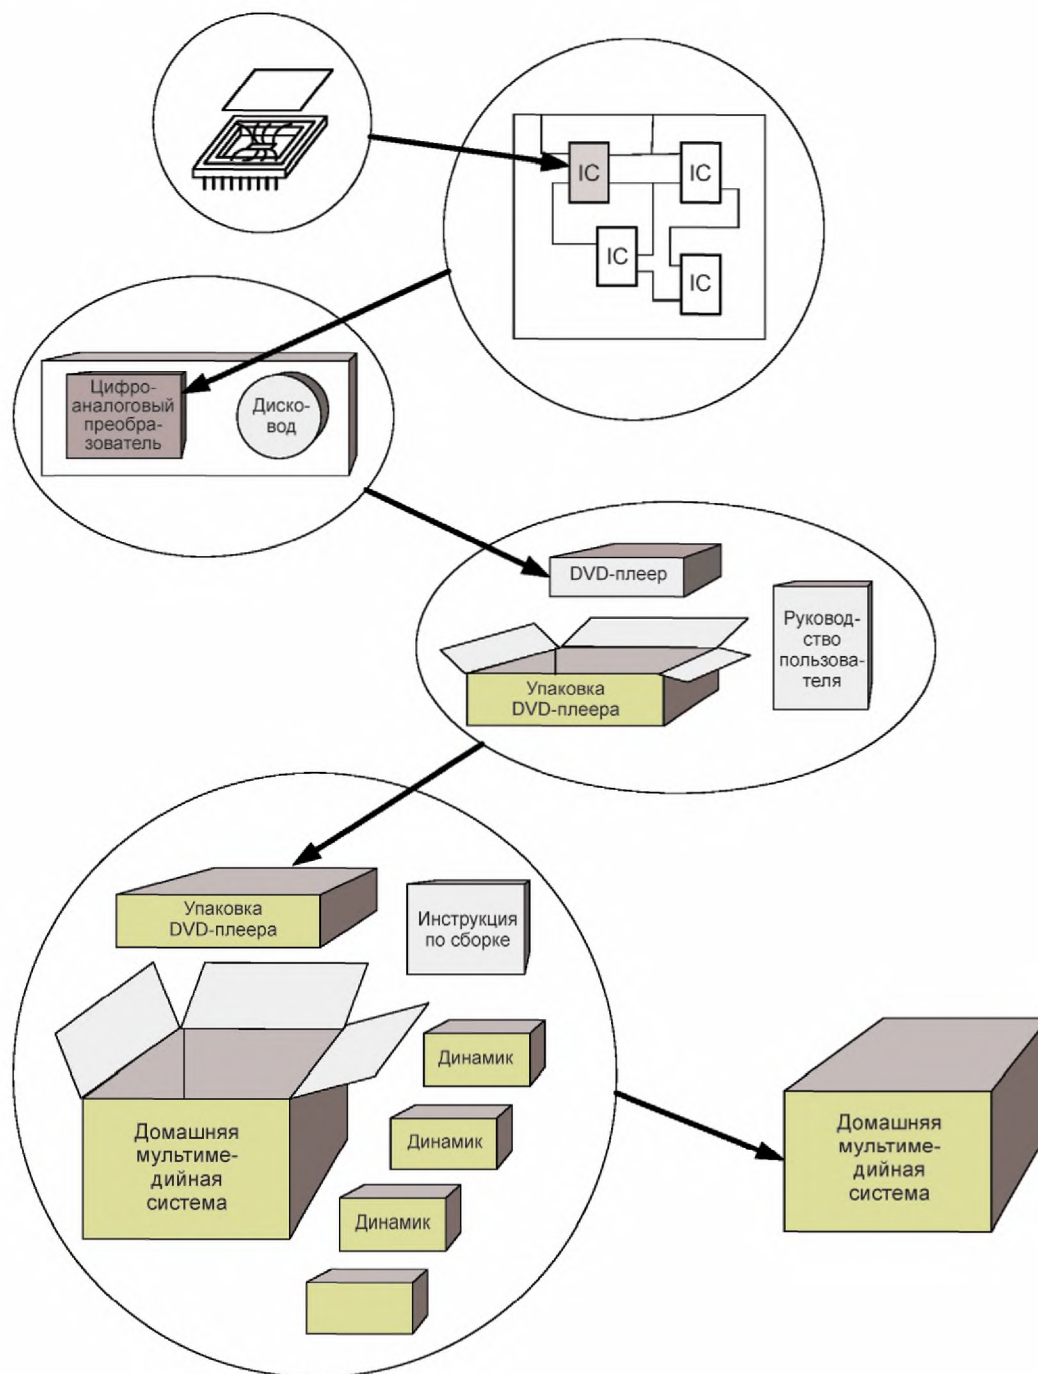 IC
IC
IC
IC
Цифро-
аналоговый
преобра-
зователь
Диско-
вод
DVD-плеер
Руковод-
ство
пользова-
теля
Упаковка
DVD-плеера
Упаковка
DVD-плеера
Инструкция
по сборке
Динамик
Динамик
Динамик
Домашняя
мультиме-
дийная
система
Домашняя
мультиме-
дийная
система